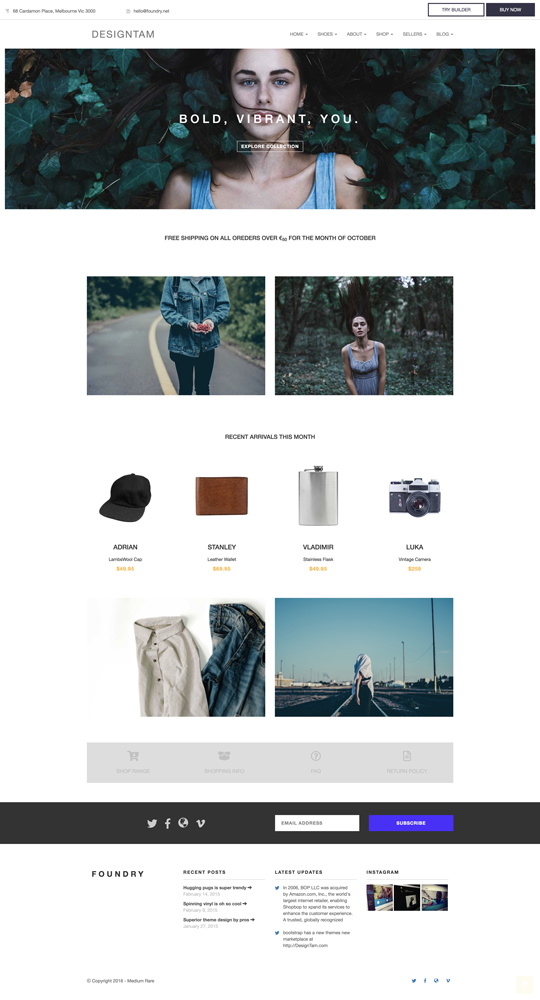 68 Cardamon Place, Melbourne Vic 3000
hello@foundry.net
TRY BUILDER
BUY NOW
DESIGNTAM
HOME
SHOES
ABOUT
SHOP
SELLERS
BLOG
BOLD, VIBRANT, YOU.
EXPLORE COLLECTION
FREE SHIPPING ON ALL OREDERS OVER €50 FOR THE MONTH OF OCTOBER
RECENT ARRIVALS THIS MONTH
ADRIAN
LambsWool Cap
$49.95
STANLEY
Leather Wallet
$69.95
VLADIMIR
Stainless Flask
$49.95
LUKA
Vintage Camera
$259
SHOP RANGE
SHOPPING INFO
FAQ
RETURN POLICY
EMAIL ADDRESS
SUBSCRIBE
FOUNDRY
RECENT POSTS
Hugging pugs is super trendy
February 14, 2015
Spinning vinyl is oh so cool
February 9, 2015
Superior theme design by pros
January 27, 2015
LATEST UPDATES
In 2006, BOP LLC was acquired
by Amazon.com, Inc., the world's
largest internet retailer, enabling
Shopbop to xpand its services to
enhance the customer experience.
A trusted, globally recognized
bootstrap has a new themes new
marketplace at
http://DesignTam.com
INSTAGRAM
© Copyright 2016 - Medium Rare